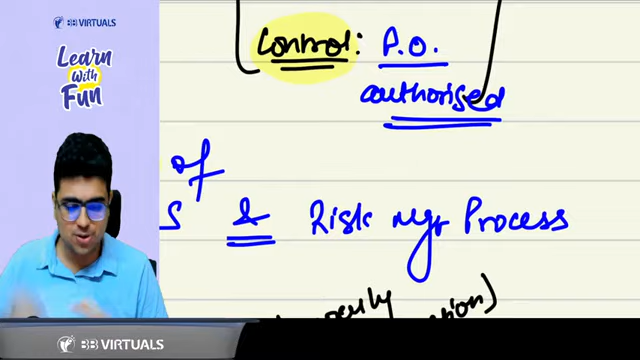 BB VIRTUALS
Learn
With
Fun
Control: P.O.
authorised
of
S & Risk mgt Process
BB VIRTUALS